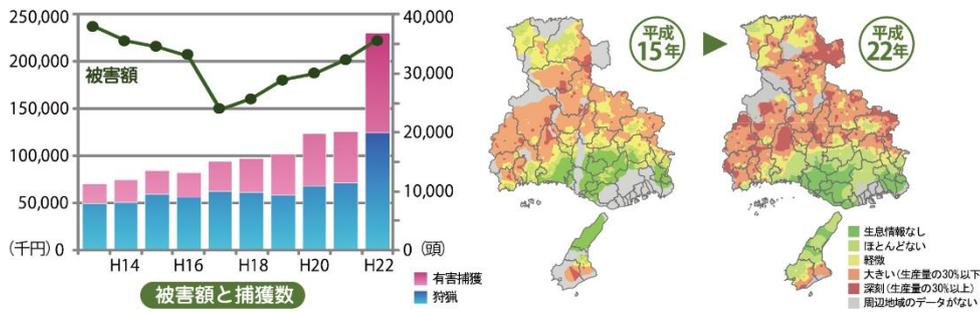 250,000
200,000
150,000
100,000
50,000
(千円) 0
被害額
40,000
30,000
20,000
10,000
0 (頭)
H14 H16 H18 H20 H22
有害捕獲
狩猟
被害額と捕獲数
平成
15年
平成
22年
生息情報なし
ほとんどない
軽微
大きい(生産量の30%以下
深刻(生産量の30%以上)
周辺地域のデータがない